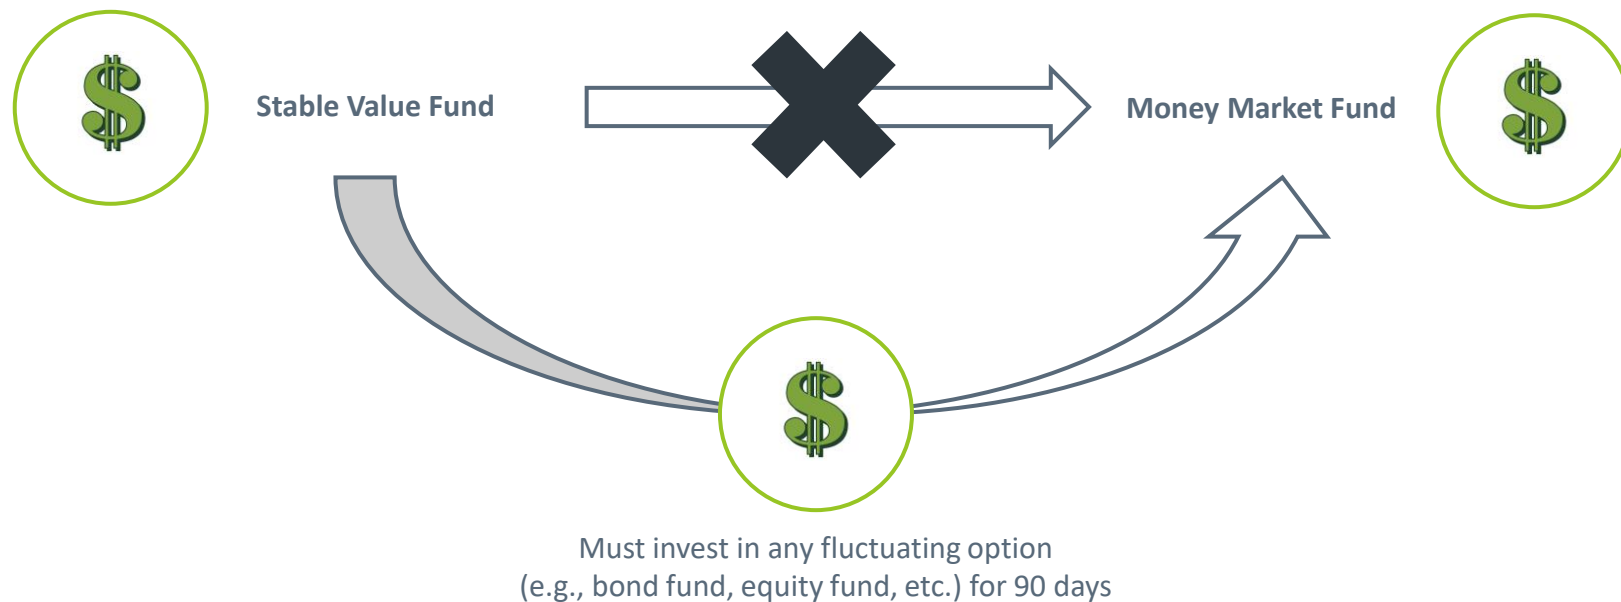 Stable Value Fund
Money Market Fund
Must invest in any fluctuating option
(e.g., bond fund, equity fund, etc.) for 90 days